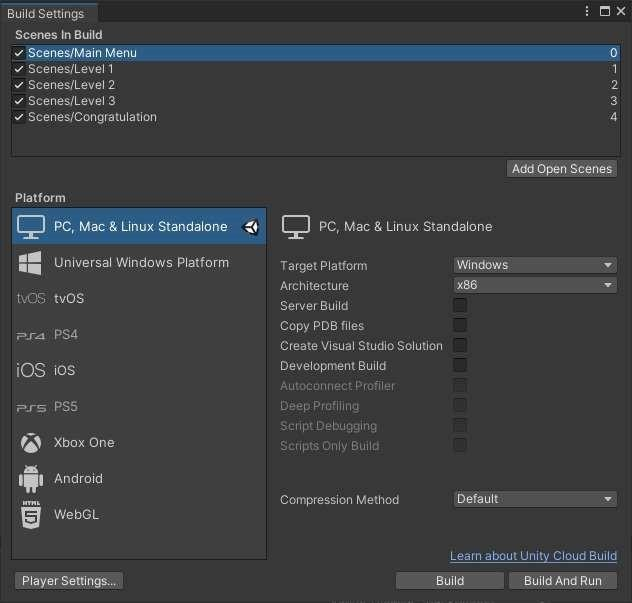 Build Settings
Scenes In Build
Scenes/Main Menu 0
Scenes/Level 1 1
Scenes/Level 2 2
Scenes/Level 3 3
Scenes/Congratulation 4
Add Open Scenes
Platform
PC, Mac & Linux Standalone
Universal Windows Platform
tvOS tvOS
PS4 PS4
iOS iOS
PS5 PS5
Xbox One
Android
HTML 5 WebGL
PC, Mac & Linux Standalone
Target Platform Windows
Architecture x86
Server Build
Copy PDB files
Create Visual Studio Solution
Development Build
Autoconnect Profiler
Deep Profiling
Script Debugging
Scripts Only Build
Compression Method Default
Learn about Unity Cloud Build
Player Settings... Build Build And Run